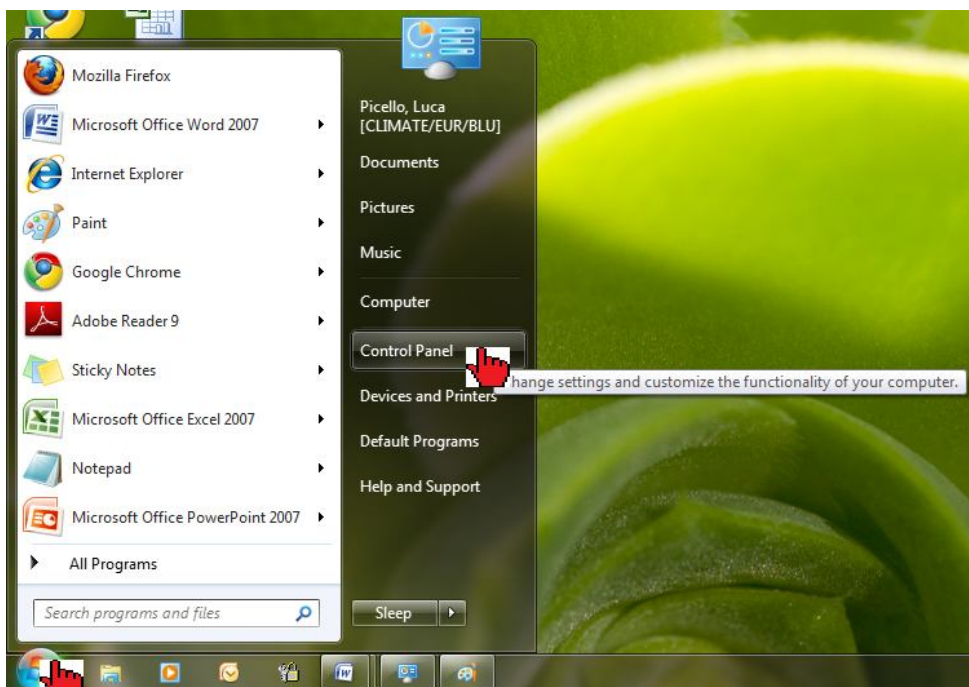 Mozilla Firefox
Microsoft Office Word 2007
Internet Explorer
Paint
Google Chrome
Adobe Reader 9
Sticky Notes
Microsoft Office Excel 2007
Notepad
Microsoft Office PowerPoint 2007
All Programs
Search programs and files
Picello, Luca
[CLIMATE/EUR/BLU]
Documents
Pictures
Music
Computer
Control Panel
hange settings and customize the functionality of your computer.
Devices and Printers
Default Programs
Help and Support
Sleep